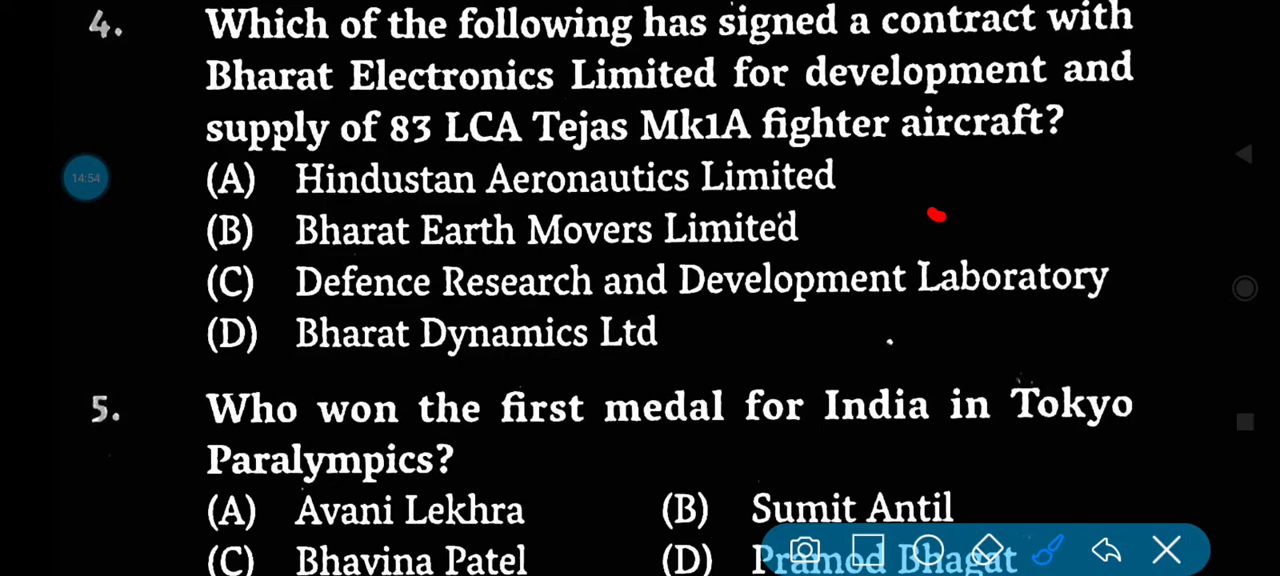 4. Which of the following has signed a contract with
Bharat Electronics Limited for development and
supply of 83 LCA Tejas Mk1A fighter aircraft?
(A) Hindustan Aeronautics Limited
14:54
(B) Bharat Earth Movers Limited
(C) Defence Research and Development Laboratory
(D) Bharat Dynamics Ltd
5. Who won the first medal for India in Tokyo
Paralympics?
(A) Avani Lekhra (B) Sumit Antil
(C) Bhavina Patel (D) Pramod Bhagat